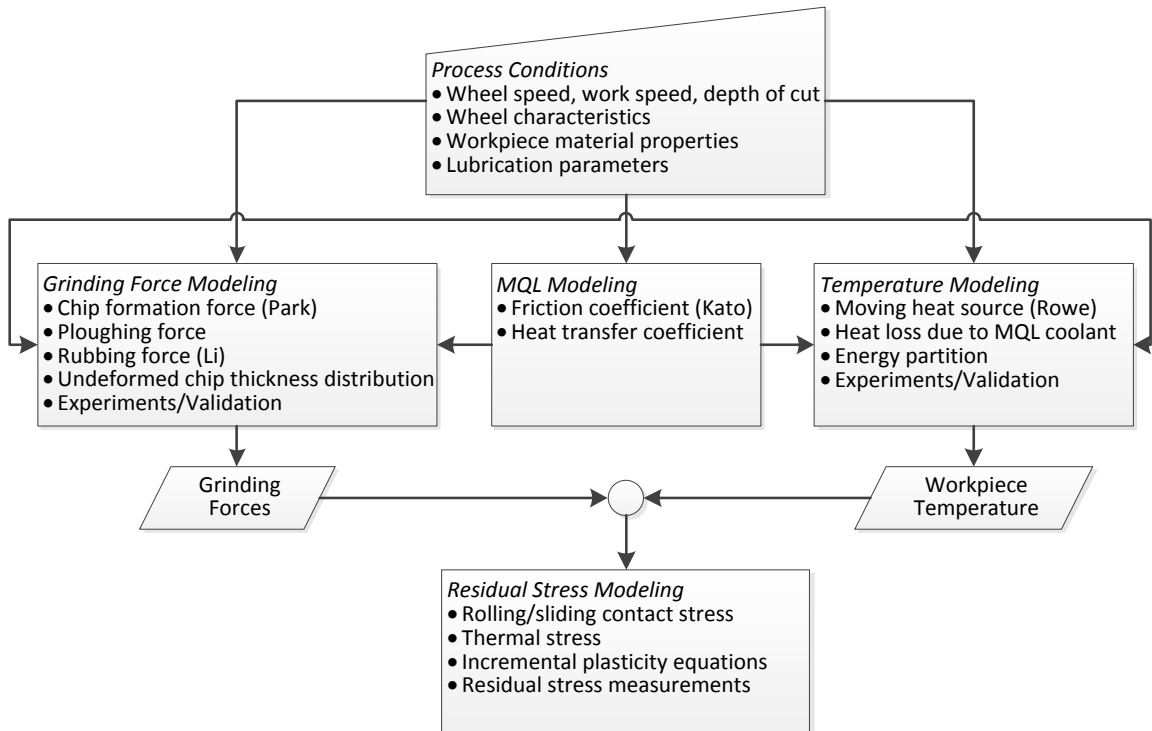 Process Conditions
• Wheel speed, work speed, depth of cut
• Wheel characteristics
• Workpiece material properties
• Lubrication parameters
Grinding Force Modeling
• Chip formation force (Park)
• Ploughing force
• Rubbing force (Li)
• Undeformed chip thickness distribution
• Experiments/Validation
MQL Modeling
• Friction coefficient (Kato)
• Heat transfer coefficient
Temperature Modeling
• Moving heat source (Rowe)
• Heat loss due to MQL coolant
• Energy partition
• Experiments/Validation
Grinding
Forces
Workpiece
Temperature
Residual Stress Modeling
• Rolling/sliding contact stress
• Thermal stress
• Incremental plasticity equations
• Residual stress measurements